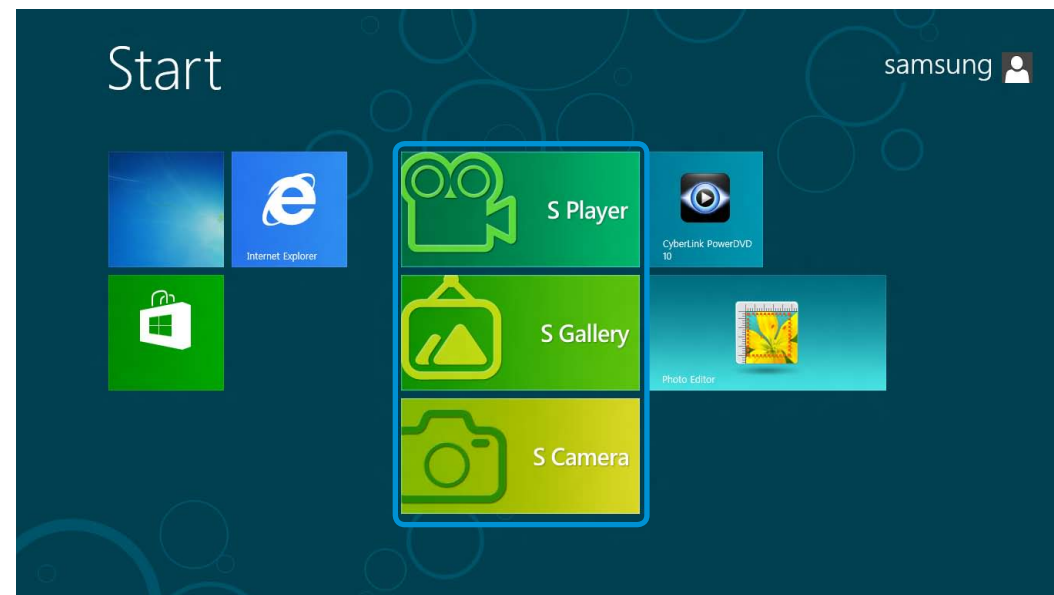 Start
samsung
Internet Explorer
S Player
CyberLink PowerDVD
10
S Gallery
Photo Editor
S Camera